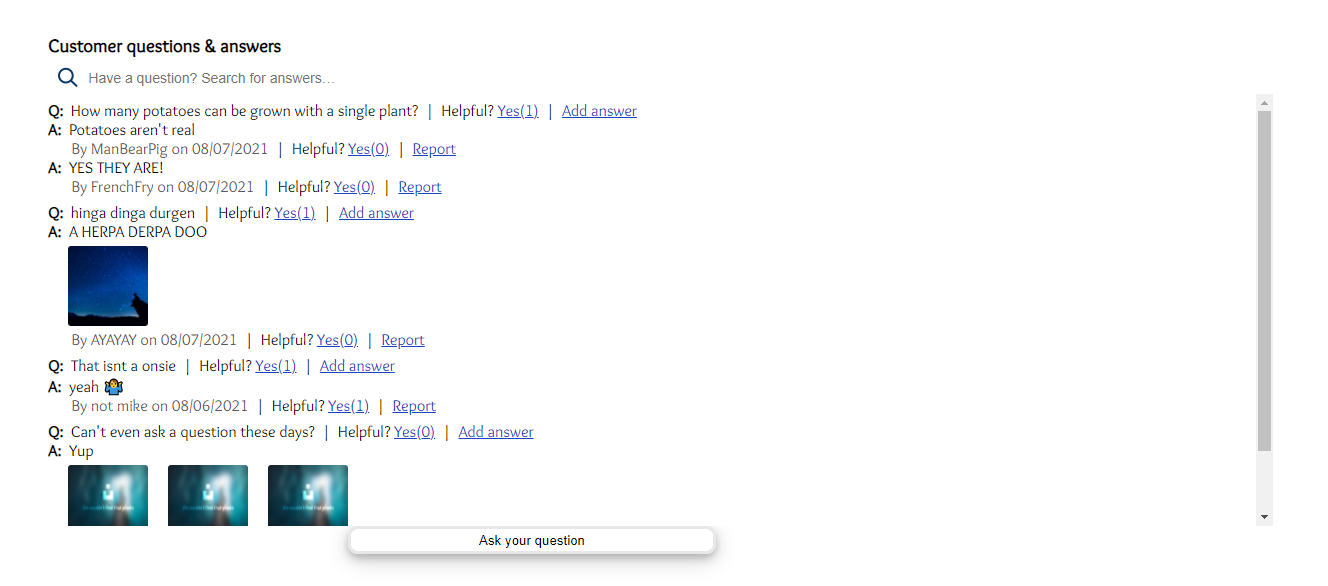 Customer questions & answers
Have a question? Search for answers...
Q: How many potatoes can be grown with a single plant? | Helpful? Yes(1) | Add answer
A: Potatoes aren't real
By ManBearPig on 08/07/2021 | Helpful? Yes(0) | Report
A: YES THEY ARE!
By FrenchFry on 08/07/2021 | Helpful? Yes(0) | Report
Q: hinga dinga durgen | Helpful? Yes(1) | Add answer
A: A HERPA DERPA DOO
By AYAYAY on 08/07/2021 | Helpful? Yes(0) | Report
Q: That isnt a onsie | Helpful? Yes(1) | Add answer
A: yeah 🤷‍♂️
By not mike on 08/06/2021 | Helpful? Yes(1) | Report
Q: Can't even ask a question these days? | Helpful? Yes(0) | Add answer
A: Yup
Ask your question